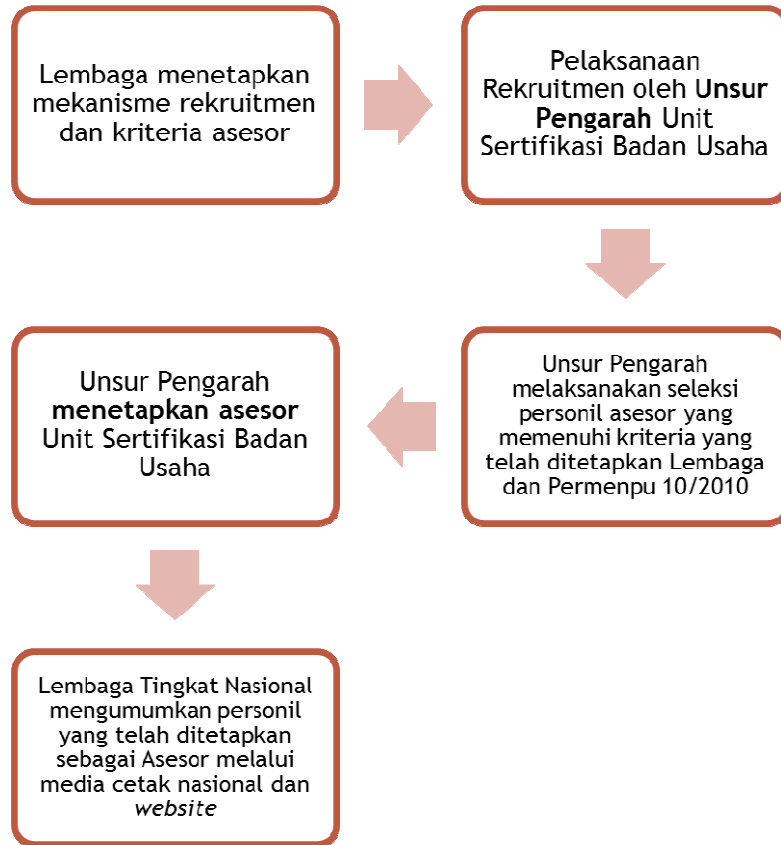 Lembaga menetapkan
mekanisme rekruitmen
dan kriteria asesor
Pelaksanaan
Rekruitmen oleh Unsur
Pengarah Unit
Sertifikasi Badan Usaha
Unsur Pengarah
melaksanakan seleksi
personil asesor yang
memenuhi kriteria yang
telah ditetapkan Lembaga
dan Permenpu 10/2010
Unsur Pengarah
menetapkan asesor
Unit Sertifikasi Badan
Usaha
Lembaga Tingkat Nasional
mengumumkan personil
yang telah ditetapkan
sebagai Asesor melalui
media cetak nasional dan
website